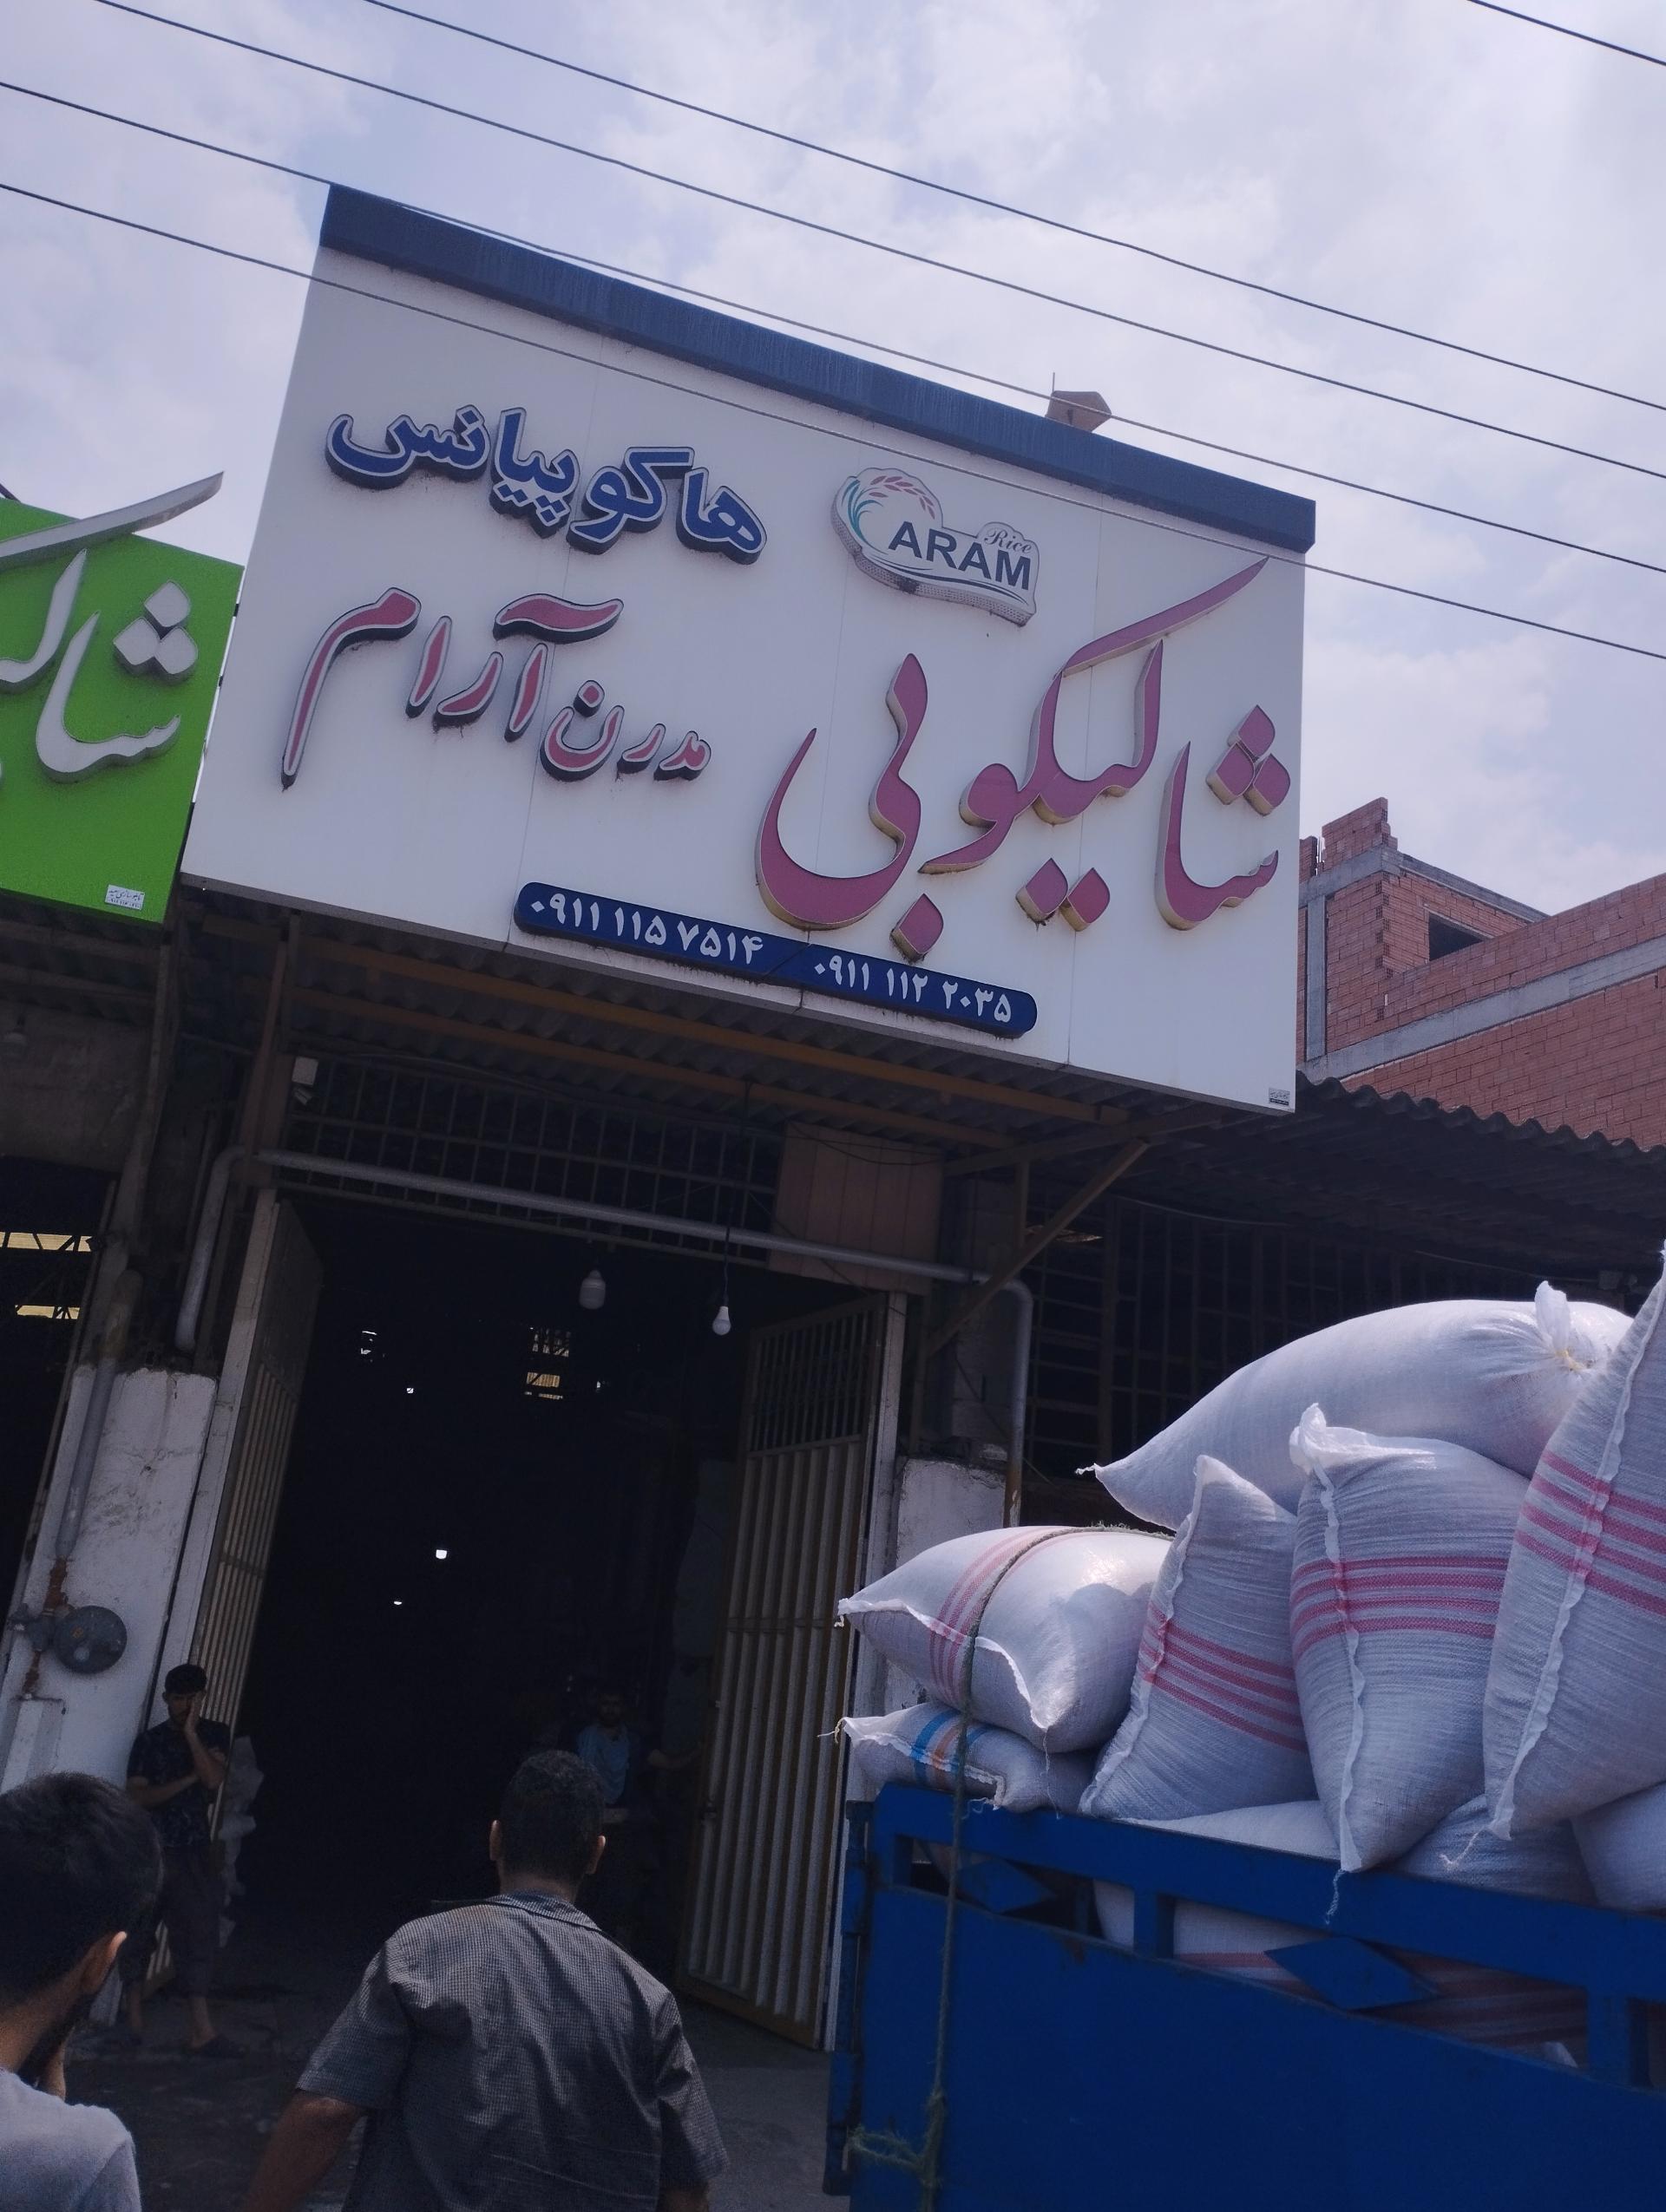 هاکوپیانس
ARAM
Rice
شالیکوبی
مدرن آرام
۰۹۱۱ ۱۱۵ ۷۵۱۴
۰۹۱۱ ۱۱۲ ۲۰۳۵